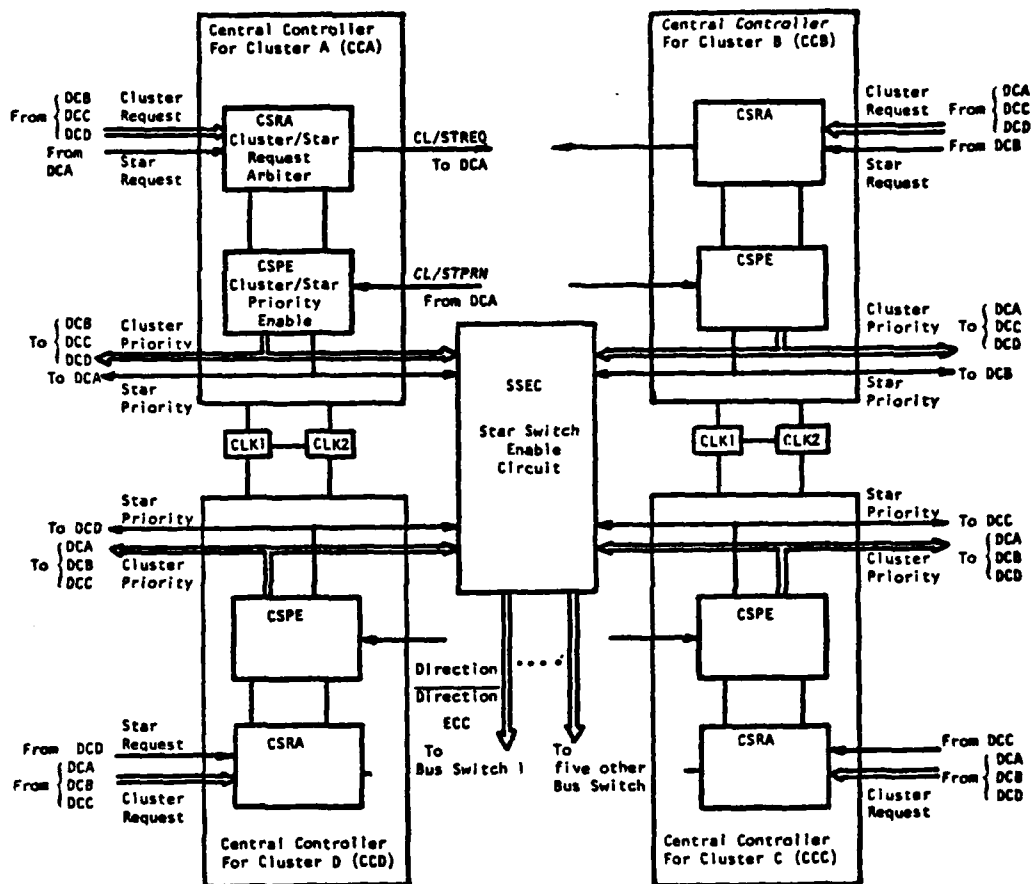 Central Controller
For Cluster A (CCA)
From { DCB
DCC
DCD
Cluster
Request
From
DCA
Star
Request
CSRA
Cluster/Star
Request
Arbiter
CL/STREQ
To DCA
CSPE
Cluster/Star
Priority
Enable
CL/STPRN
From DCA
To { DCB
DCC
DCD
Cluster
Priority
To DCA
Star
Priority
CLK1
CLK2
Central Controller
For Cluster B (CCB)
CSRA
Cluster
Request
From { DCA
DCC
DCD
From DCB
Star
Request
CSPE
Cluster
Priority
To { DCA
DCC
DCD
To DCB
Star
Priority
CLK1
CLK2
SSEC
Star Switch
Enable
Circuit
Star
Priority
To DCD
To { DCA
DCB
DCC
Cluster
Priority
CSPE
CSRA
From DCD
Star
Request
From { DCA
DCB
DCC
Cluster
Request
Central Controller
For Cluster D (CCD)
Direction
Direction
ECC
To
Bus Switch 1
....
To
five other
Bus Switch
Star
Priority
To DCC
To { DCA
DCB
DCD
Cluster
Priority
CSPE
CSRA
From DCC
From { DCA
DCB
DCD
Cluster
Request
Central Controller
For Cluster C (CCC)